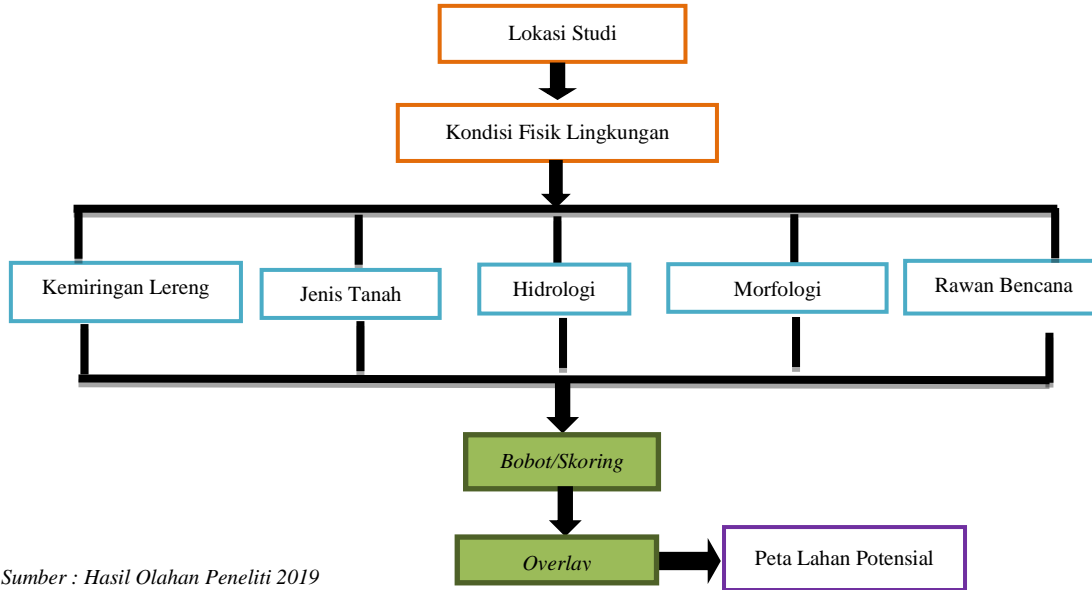 Lokasi Studi
Kondisi Fisik Lingkungan
Kemiringan Lereng
Jenis Tanah
Hidrologi
Morfologi
Rawan Bencana
Bobot/Skoring
Overlay
Peta Lahan Potensial
Sumber : Hasil Olahan Peneliti 2019